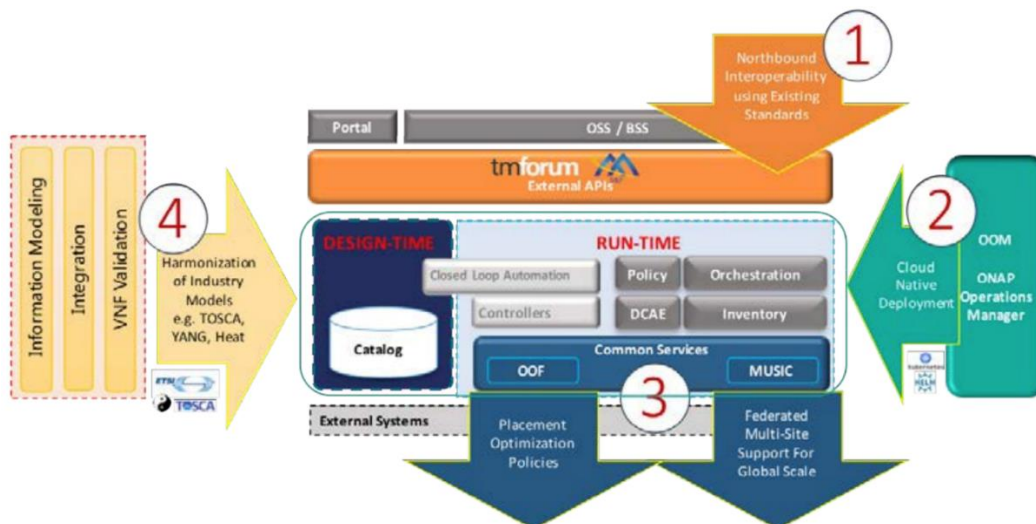 1
Northbound
Interoperability
using Existing
Standards
Portal
OSS / BSS
tmforum
External APIs
Information Modeling
Integration
VNF Validation
4
Harmonization
of Industry
Models
e.g. TOSCA,
YANG, Heat
ETSI
TOSCA
DESIGN-TIME
RUN-TIME
Closed Loop Automation
Policy
Orchestration
Controllers
DCAE
Inventory
Catalog
Common Services
OOF
MUSIC
2
Cloud
Native
Deployment
OOM
ONAP
Operations
Manager
kubernetes
HELM
3
External Systems
Placement
Optimization
Policies
Federated
Multi-Site
Support For
Global Scale